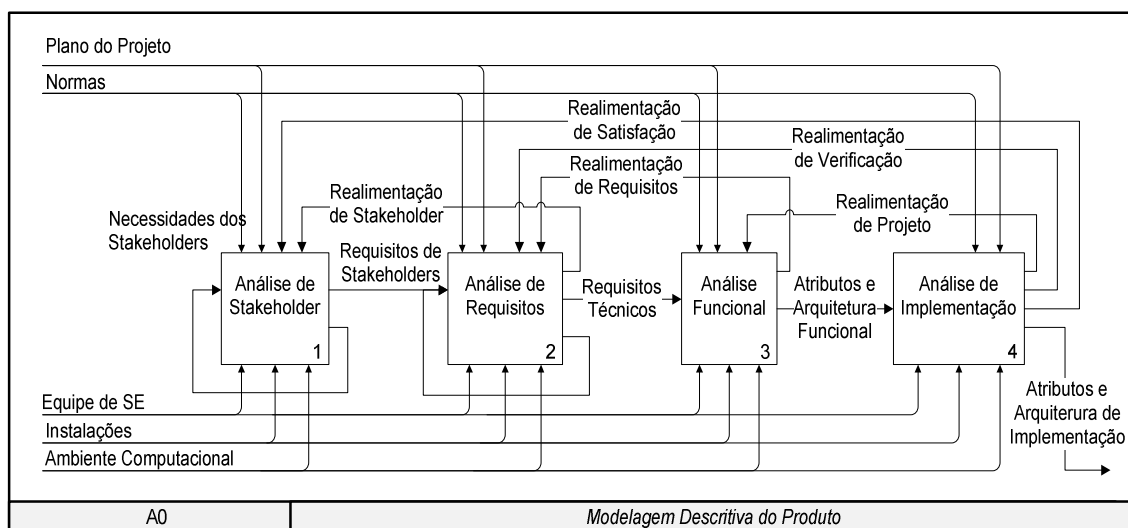 Plano do Projeto
Normas
Realimentação
de Satisfação
Realimentação
de Verificação
Realimentação
de Requisitos
Realimentação
de Stakeholder
Realimentação
de Projeto
Necessidades dos
Stakeholders
Requisitos de
Stakeholders
Análise de
Stakeholder
1
Análise de
Requisitos
2
Requisitos
Técnicos
Análise
Funcional
3
Atributos e
Arquitetura
Funcional
Análise de
Implementação
4
Equipe de SE
Instalações
Ambiente Computacional
Atributos e
Arquiterura de
Implementação
A0
Modelagem Descritiva do Produto